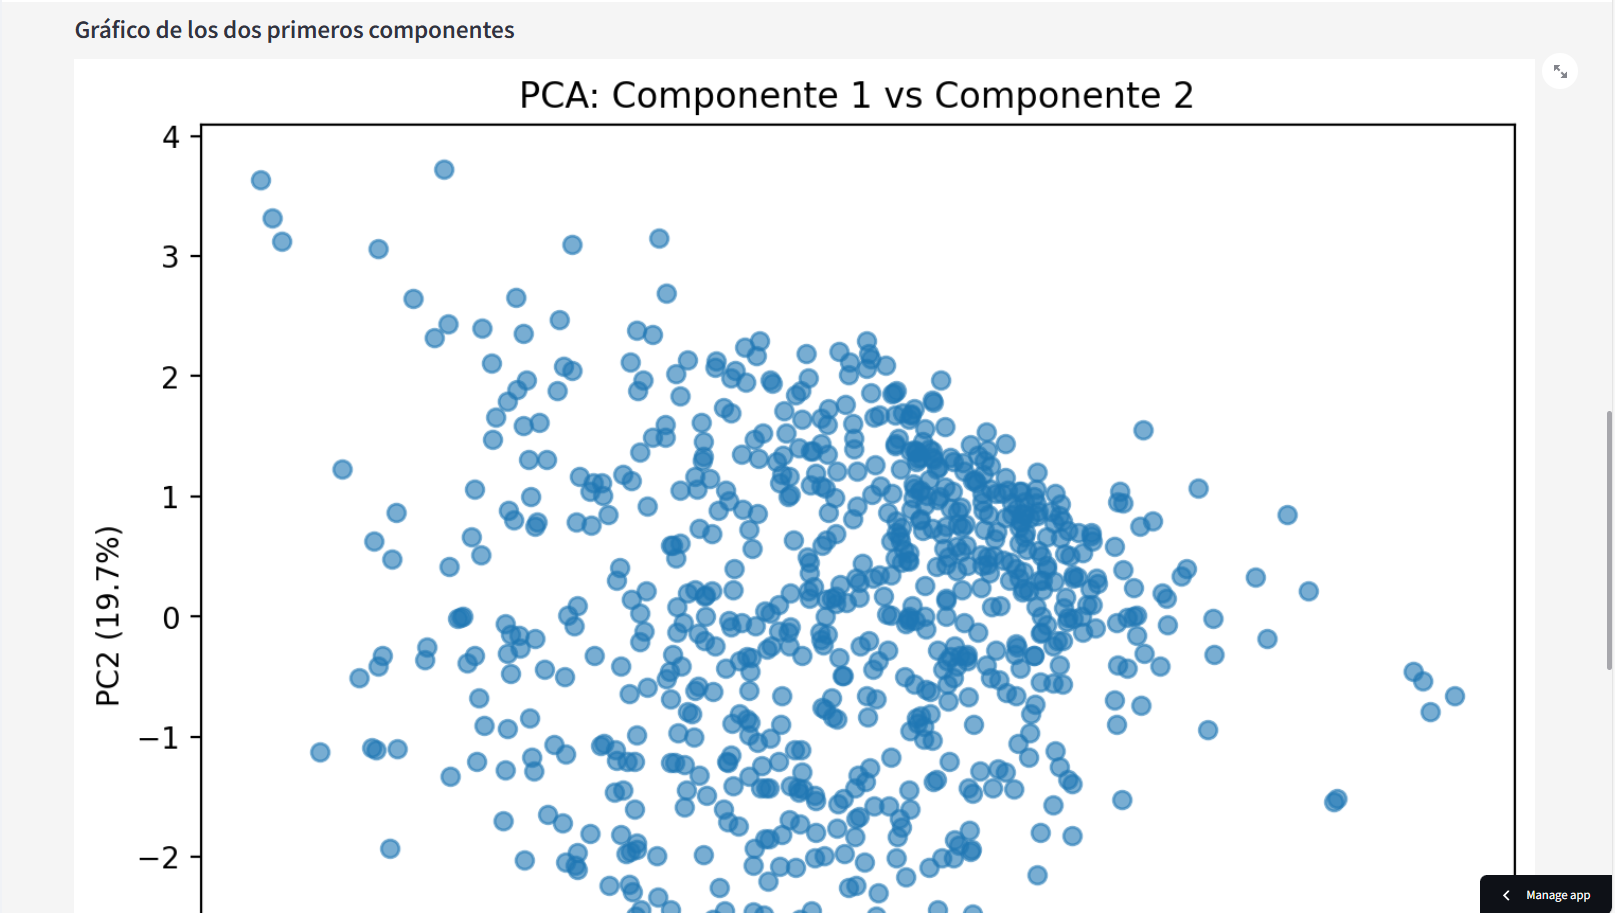 Gráfico de los dos primeros componentes
PCA: Componente 1 vs Componente 2
4
3
2
1
0
−1
−2
PC2 (19.7%)
Manage app